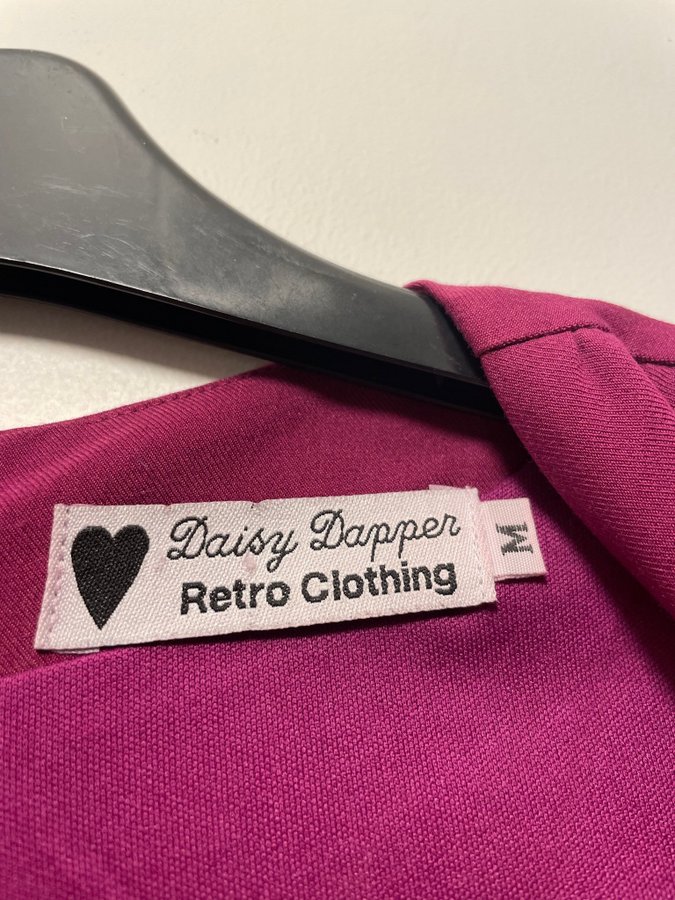 Daisy Dapper
Retro Clothing
M